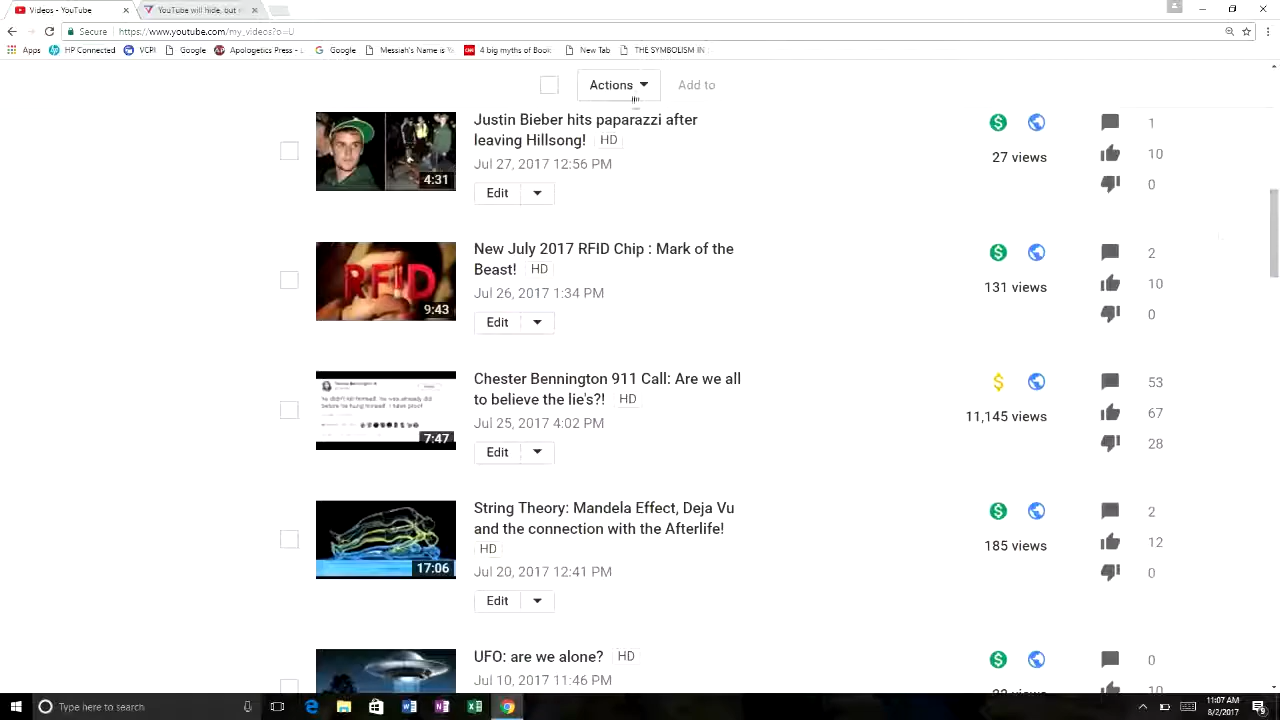 Videos - YouTube
YouTube will hide, but d
Secure https://www.youtube.com/my_videos?o=U
Apps HP Connected VCPI Apologetics Press - L Google Messiah's Name is 4 big myths of Book New Tab THE SYMBOLISM IN
Actions Add to
Justin Bieber hits paparazzi after
leaving Hillsong! HD
Jul 27, 2017 12:56 PM
Edit
4:31
27 views
1
10
0
New July 2017 RFID Chip : Mark of the
Beast! HD
Jul 26, 2017 1:34 PM
Edit
RFID
9:43
131 views
2
10
0
Chester Bennington 911 Call: Are we all
to believe the lie's?! HD
Jul 25, 2017 4:02 PM
Edit
7:47
11,145 views
53
67
28
String Theory: Mandela Effect, Deja Vu
and the connection with the Afterlife!
HD
Jul 20, 2017 12:41 PM
Edit
17:06
185 views
2
12
0
UFO: are we alone? HD
Jul 10, 2017 11:46 PM
0
Type here to search
11:07 AM
8/2/2017